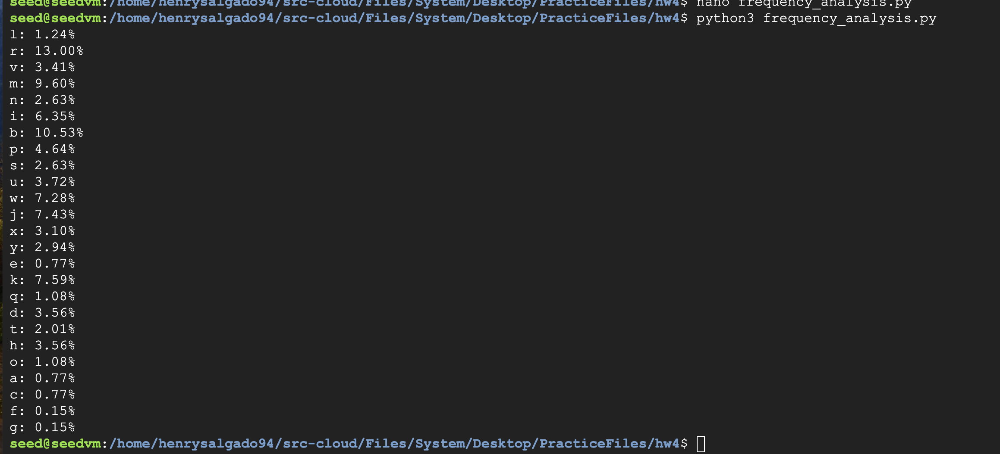 seed@seedvm:/home/henrysalgado94/src-cloud/Files/System/Desktop/PracticeFiles/hw4$ nano frequency_analysis.py
seed@seedvm:/home/henrysalgado94/src-cloud/Files/System/Desktop/PracticeFiles/hw4$ python3 frequency_analysis.py
l: 1.24%
r: 13.00%
v: 3.41%
m: 9.60%
n: 2.63%
i: 6.35%
b: 10.53%
p: 4.64%
s: 2.63%
u: 3.72%
w: 7.28%
j: 7.43%
x: 3.10%
y: 2.94%
e: 0.77%
k: 7.59%
q: 1.08%
d: 3.56%
t: 2.01%
h: 3.56%
o: 1.08%
a: 0.77%
c: 0.77%
f: 0.15%
g: 0.15%
seed@seedvm:/home/henrysalgado94/src-cloud/Files/System/Desktop/PracticeFiles/hw4$